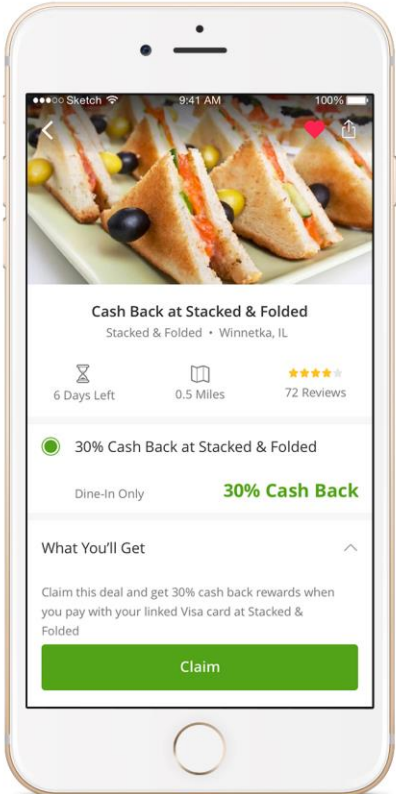 ●●●○○ Sketch 9:41 AM 100%
Cash Back at Stacked & Folded
Stacked & Folded • Winnetka, IL
6 Days Left 0.5 Miles 72 Reviews
30% Cash Back at Stacked & Folded
Dine-In Only 30% Cash Back
What You'll Get
Claim this deal and get 30% cash back rewards when
you pay with your linked Visa card at Stacked &
Folded
Claim